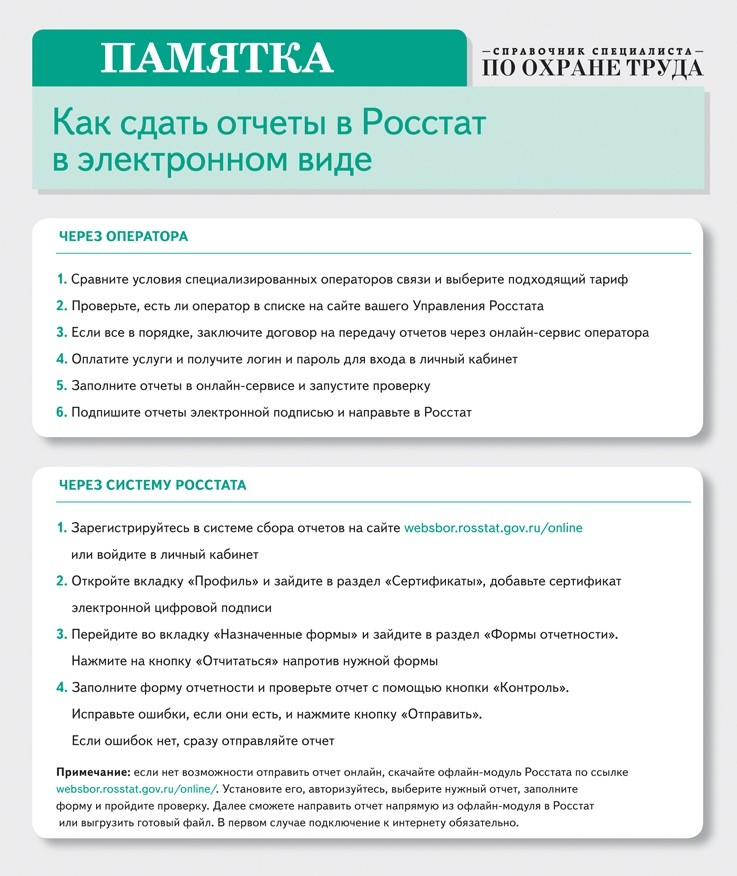 ПАМЯТКА
СПРАВОЧНИК СПЕЦИАЛИСТА
ПО ОХРАНЕ ТРУДА
Как сдать отчеты в Росстат
в электронном виде
ЧЕРЕЗ ОПЕРАТОРА
1. Сравните условия специализированных операторов связи и выберите подходящий тариф
2. Проверьте, есть ли оператор в списке на сайте вашего Управления Росстата
3. Если все в порядке, заключите договор на передачу отчетов через онлайн-сервис оператора
4. Оплатите услуги и получите логин и пароль для входа в личный кабинет
5. Заполните отчеты в онлайн-сервисе и запустите проверку
6. Подпишите отчеты электронной подписью и направьте в Росстат
ЧЕРЕЗ СИСТЕМУ РОССТАТА
1. Зарегистрируйтесь в системе сбора отчетов на сайте websbor.rosstat.gov.ru/online
или войдите в личный кабинет
2. Откройте вкладку «Профиль» и зайдите в раздел «Сертификаты», добавьте сертификат
электронной цифровой подписи
3. Перейдите во вкладку «Назначенные формы» и зайдите в раздел «Формы отчетности».
Нажмите на кнопку «Отчитаться» напротив нужной формы
4. Заполните форму отчетности и проверьте отчет с помощью кнопки «Контроль».
Исправьте ошибки, если они есть, и нажмите кнопку «Отправить».
Если ошибок нет, сразу отправляйте отчет
Примечание: если нет возможности отправить отчет онлайн, скачайте офлайн-модуль Росстата по ссылке
websbor.rosstat.gov.ru/online/. Установите его, авторизуйтесь, выберите нужный отчет, заполните
форму и пройдите проверку. Далее сможете направить отчет напрямую из офлайн-модуля в Росстат
или выгрузить готовый файл. В первом случае подключение к интернету обязательно.